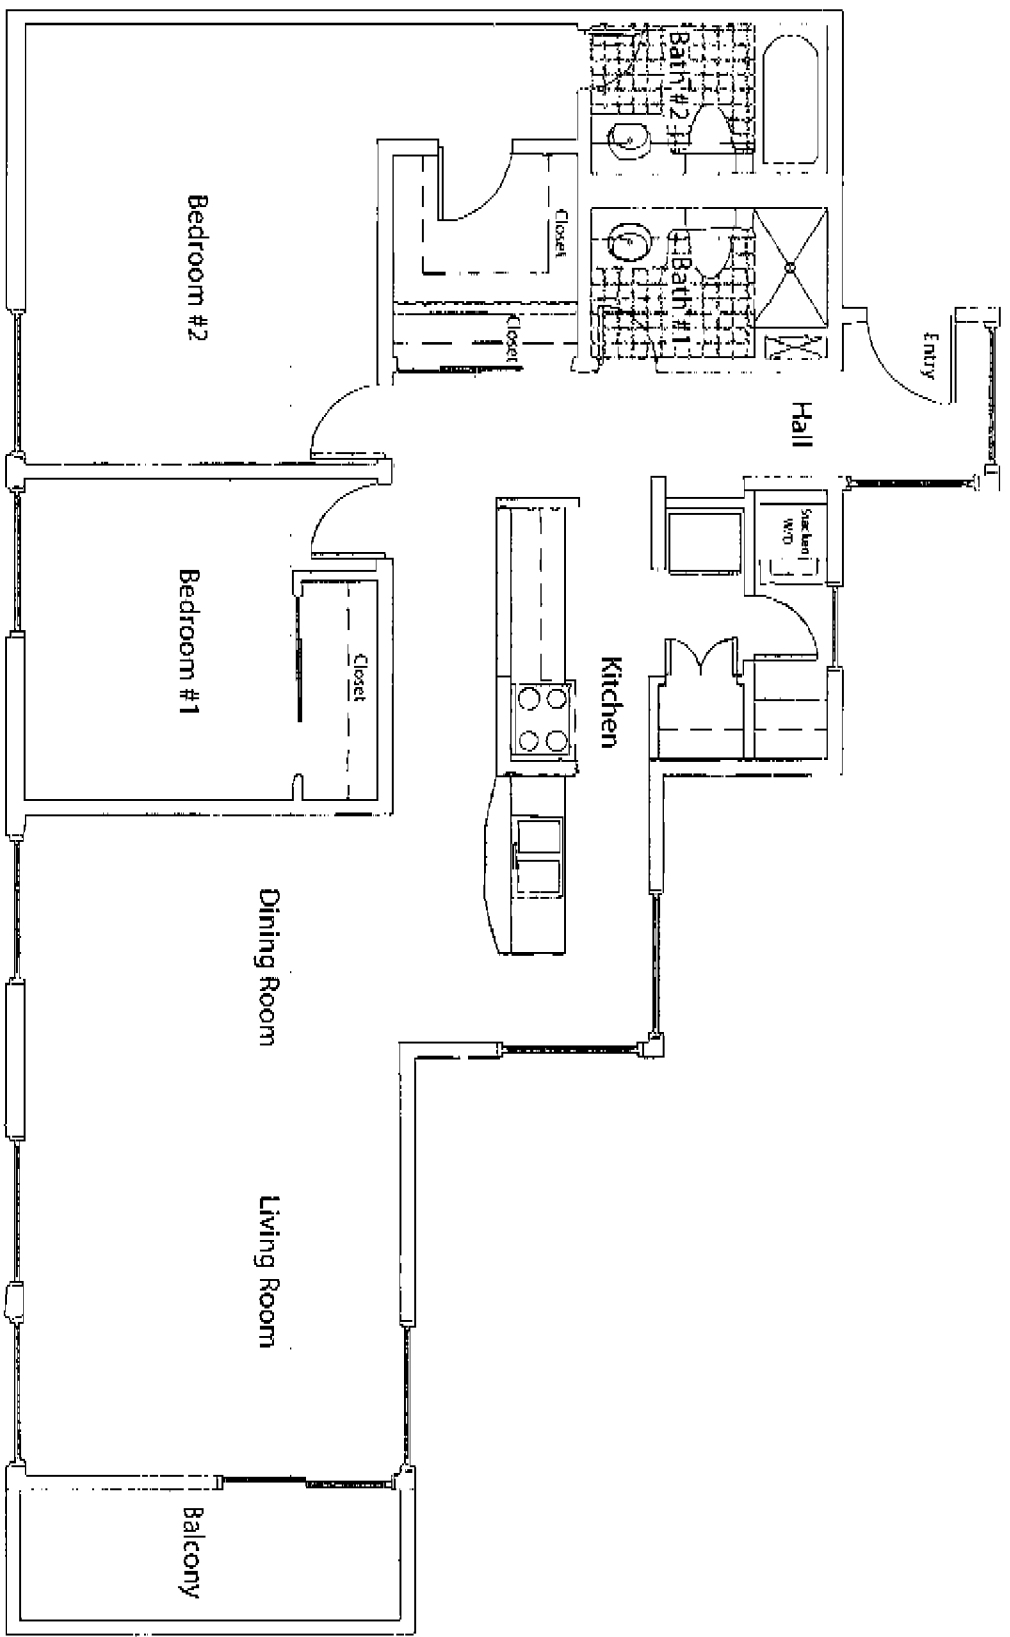 Bath #2
Bedroom #2
Closet
Bath #1
Closet
Entry
Hall
Stacked
W/D
Bedroom #1
Closet
Kitchen
Dining Room
Living Room
Balcony